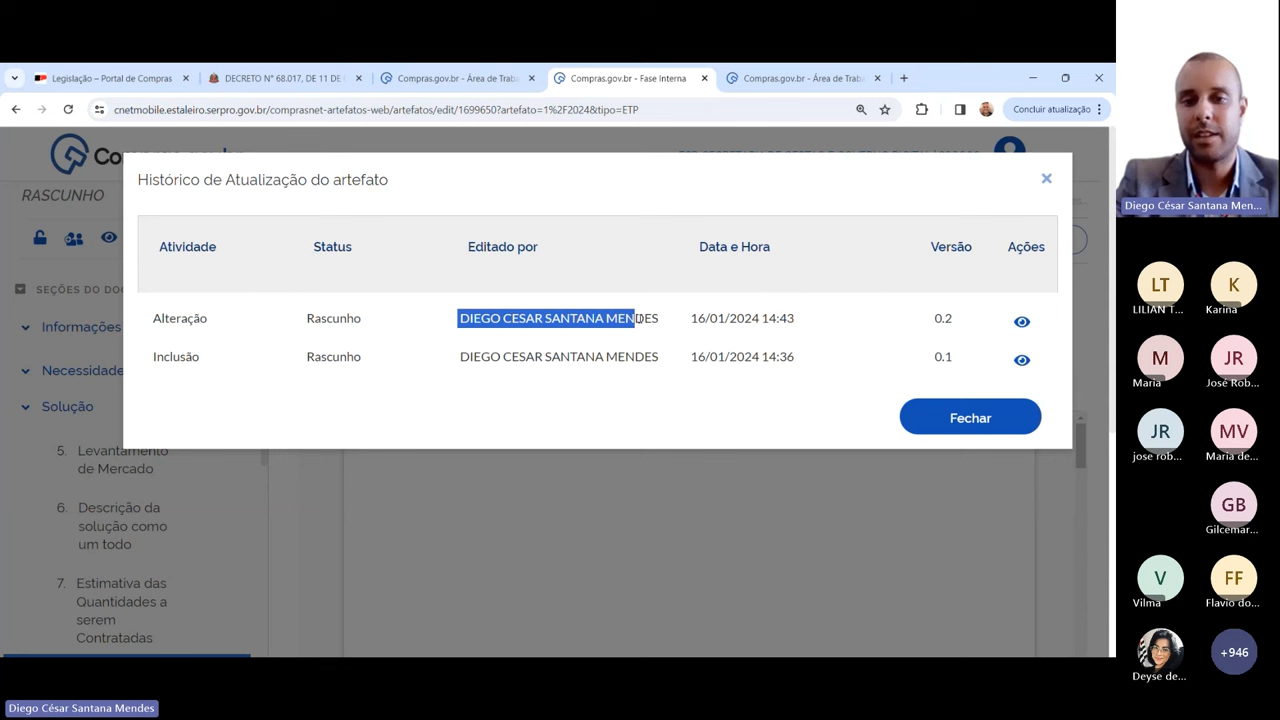 Legislação – Portal de Compras
DECRETO N° 68.017, DE 11 DE
Compras.gov.br - Área de Trab
Compras.gov.br - Fase Interna
Compras.gov.br - Área de Trab
cnetmobile.estaleiro.serpro.gov.br/comprasnet-artefatos-web/artefatos/edit/1699650?artefato=1%2F2024&tipo=ETP
Concluir atualização
RASCUNHO
Histórico de Atualização do artefato
Atividade Status Editado por Data e Hora Versão Ações
Alteração Rascunho DIEGO CESAR SANTANA MENDES 16/01/2024 14:43 0.2
Inclusão Rascunho DIEGO CESAR SANTANA MENDES 16/01/2024 14:36 0.1
Fechar
SEÇÕES DO DO
Informações
Necessidade
Solução
5. Levantamento
de Mercado
6. Descrição da
solução como
um todo
7. Estimativa das
Quantidades a
serem
Contratadas
Diego César Santana Men...
LT
LILIAN T...
K
Karina
M
Maria
JR
José Rob...
JR
jose rob...
MV
Maria de...
GB
Gilcemar...
V
Vilma
FF
Flavio do...
Deyse de...
+946
Diego César Santana Mendes